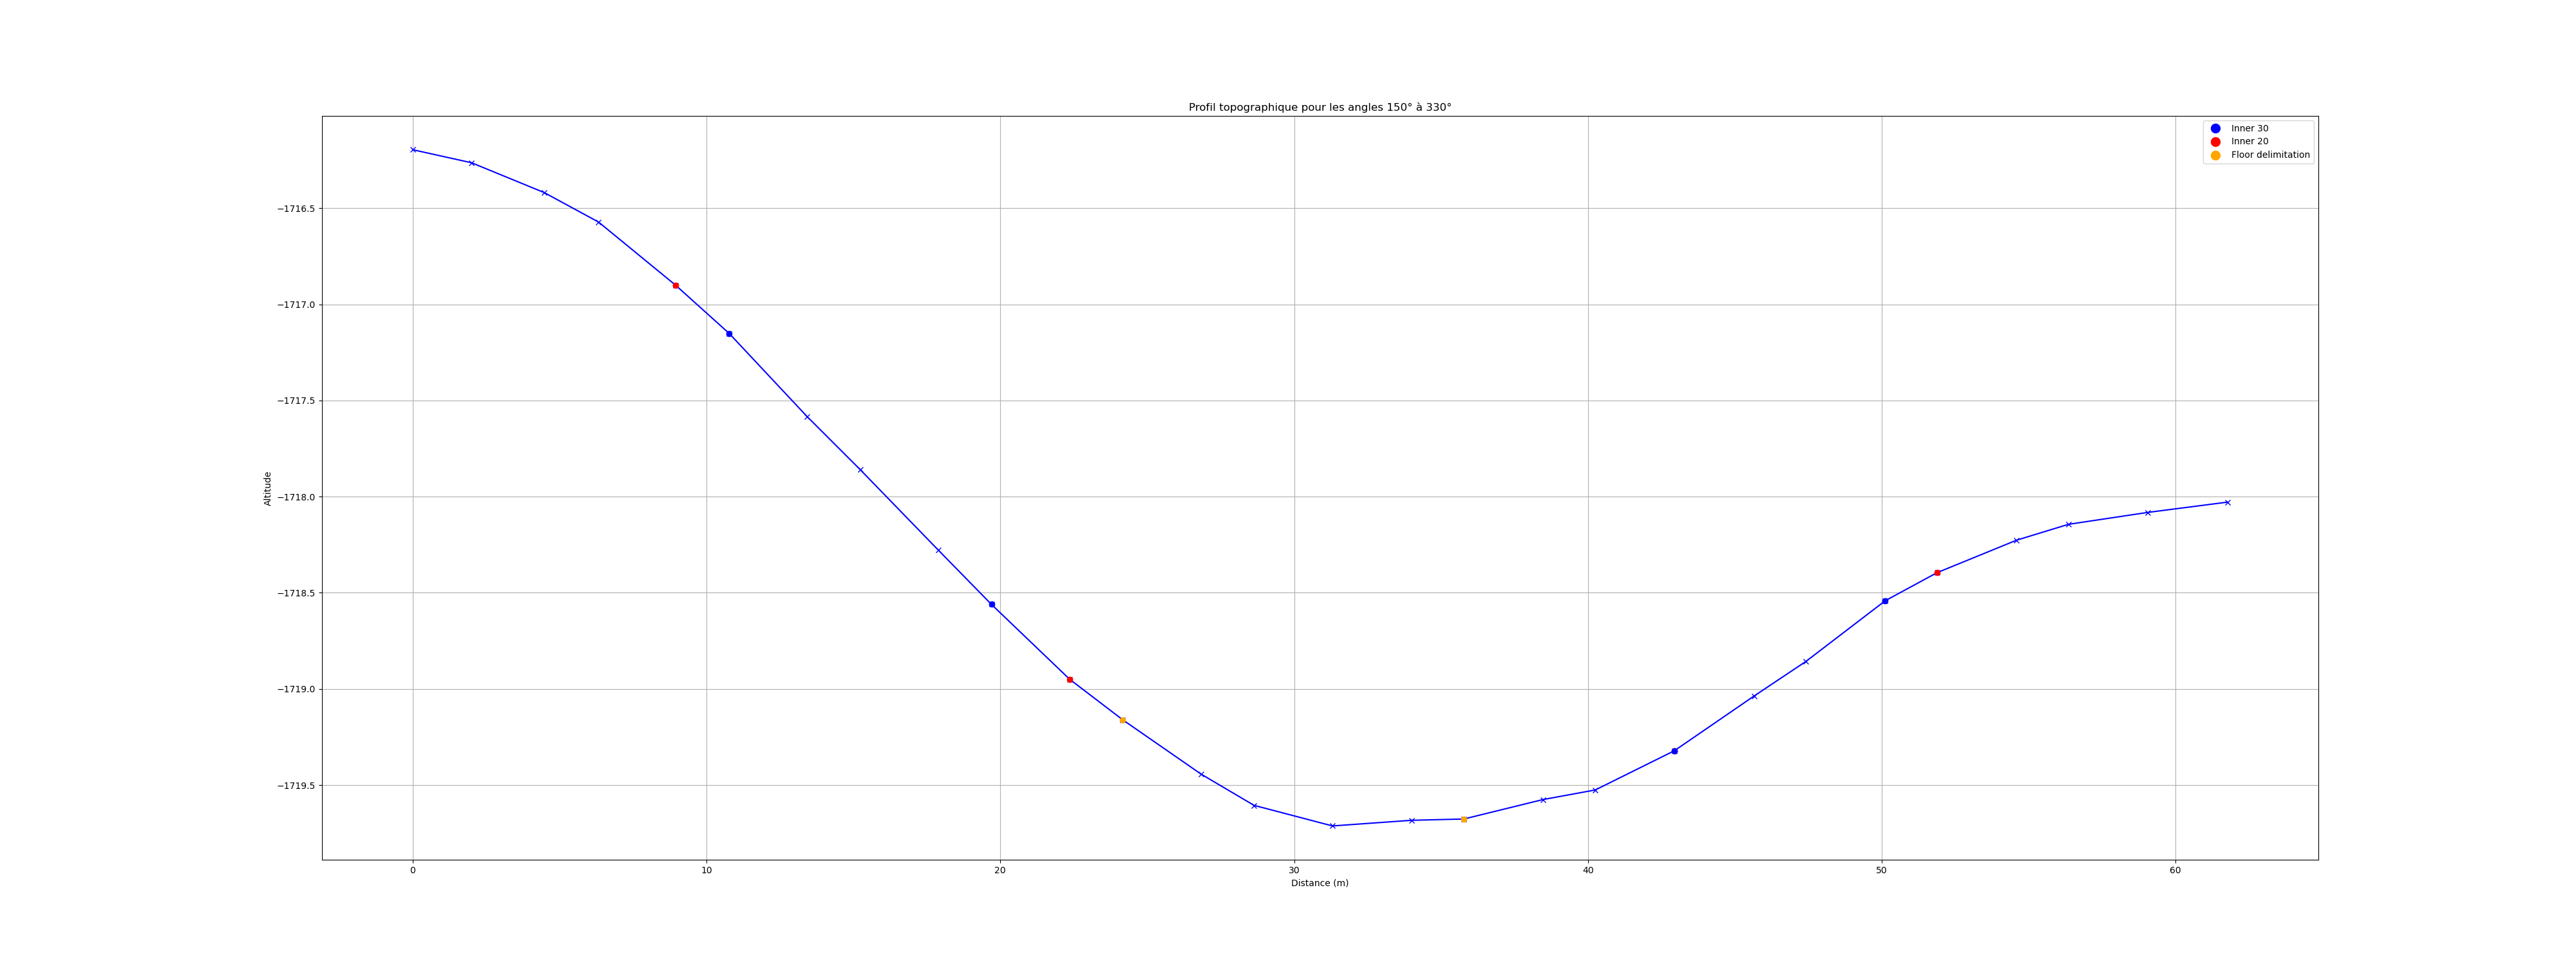 Profil topographique pour les angles 150° à 330°
Inner 30
Inner 20
Floor delimitation
−1716.5
−1717.0
−1717.5
−1718.0
−1718.5
−1719.0
−1719.5
Altitude
0 10 20 30 40 50 60
Distance (m)